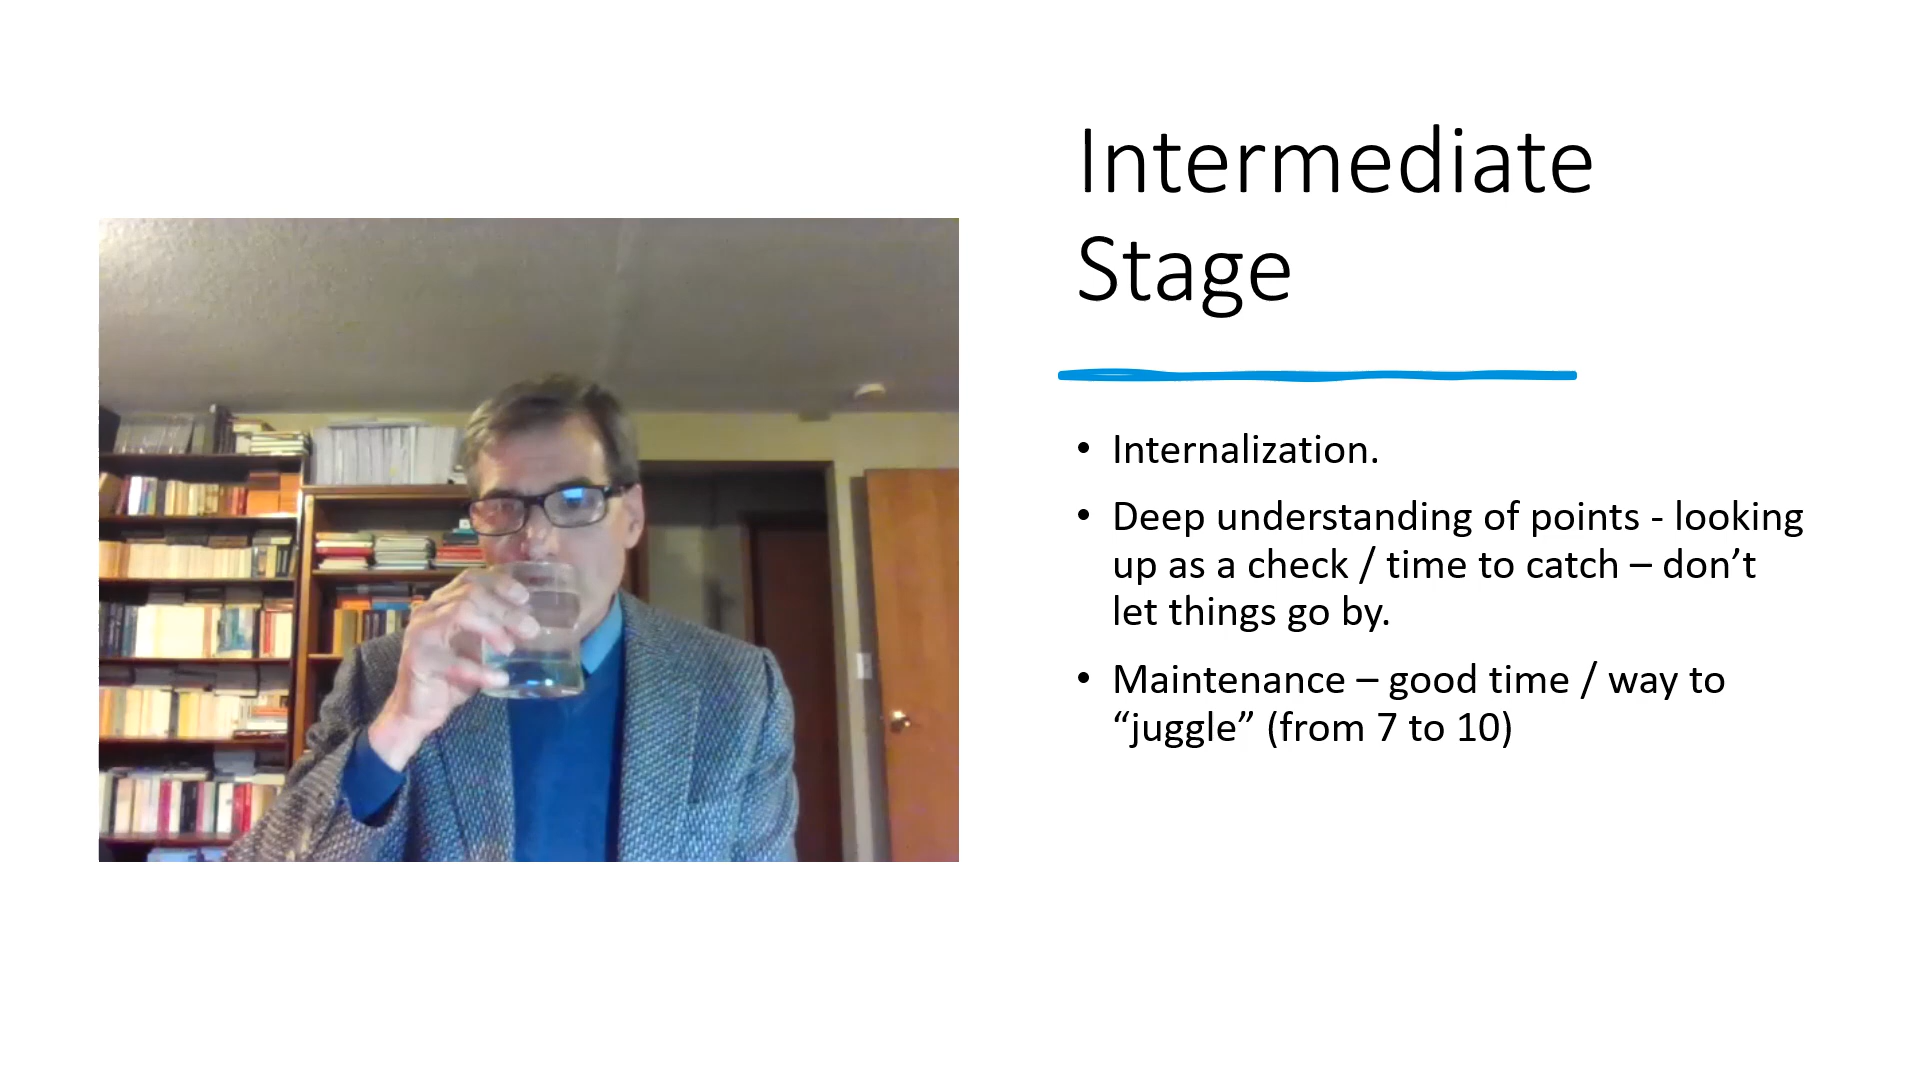 Intermediate
Stage
• Internalization.
• Deep understanding of points - looking
up as a check / time to catch – don’t
let things go by.
• Maintenance – good time / way to
“juggle” (from 7 to 10)